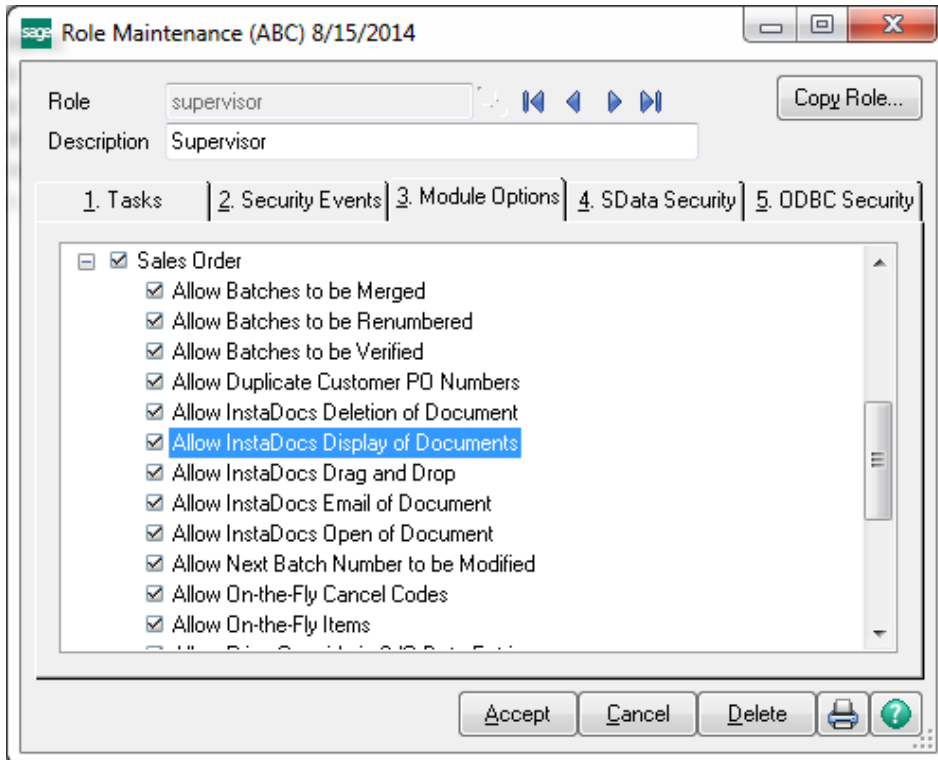 sage Role Maintenance (ABC) 8/15/2014
Role supervisor Copy Role...
Description Supervisor
1. Tasks 2. Security Events 3. Module Options 4. SData Security 5. ODBC Security
Sales Order
Allow Batches to be Merged
Allow Batches to be Renumbered
Allow Batches to be Verified
Allow Duplicate Customer PO Numbers
Allow InstaDocs Deletion of Document
Allow InstaDocs Display of Documents
Allow InstaDocs Drag and Drop
Allow InstaDocs Email of Document
Allow InstaDocs Open of Document
Allow Next Batch Number to be Modified
Allow On-the-Fly Cancel Codes
Allow On-the-Fly Items
Accept Cancel Delete